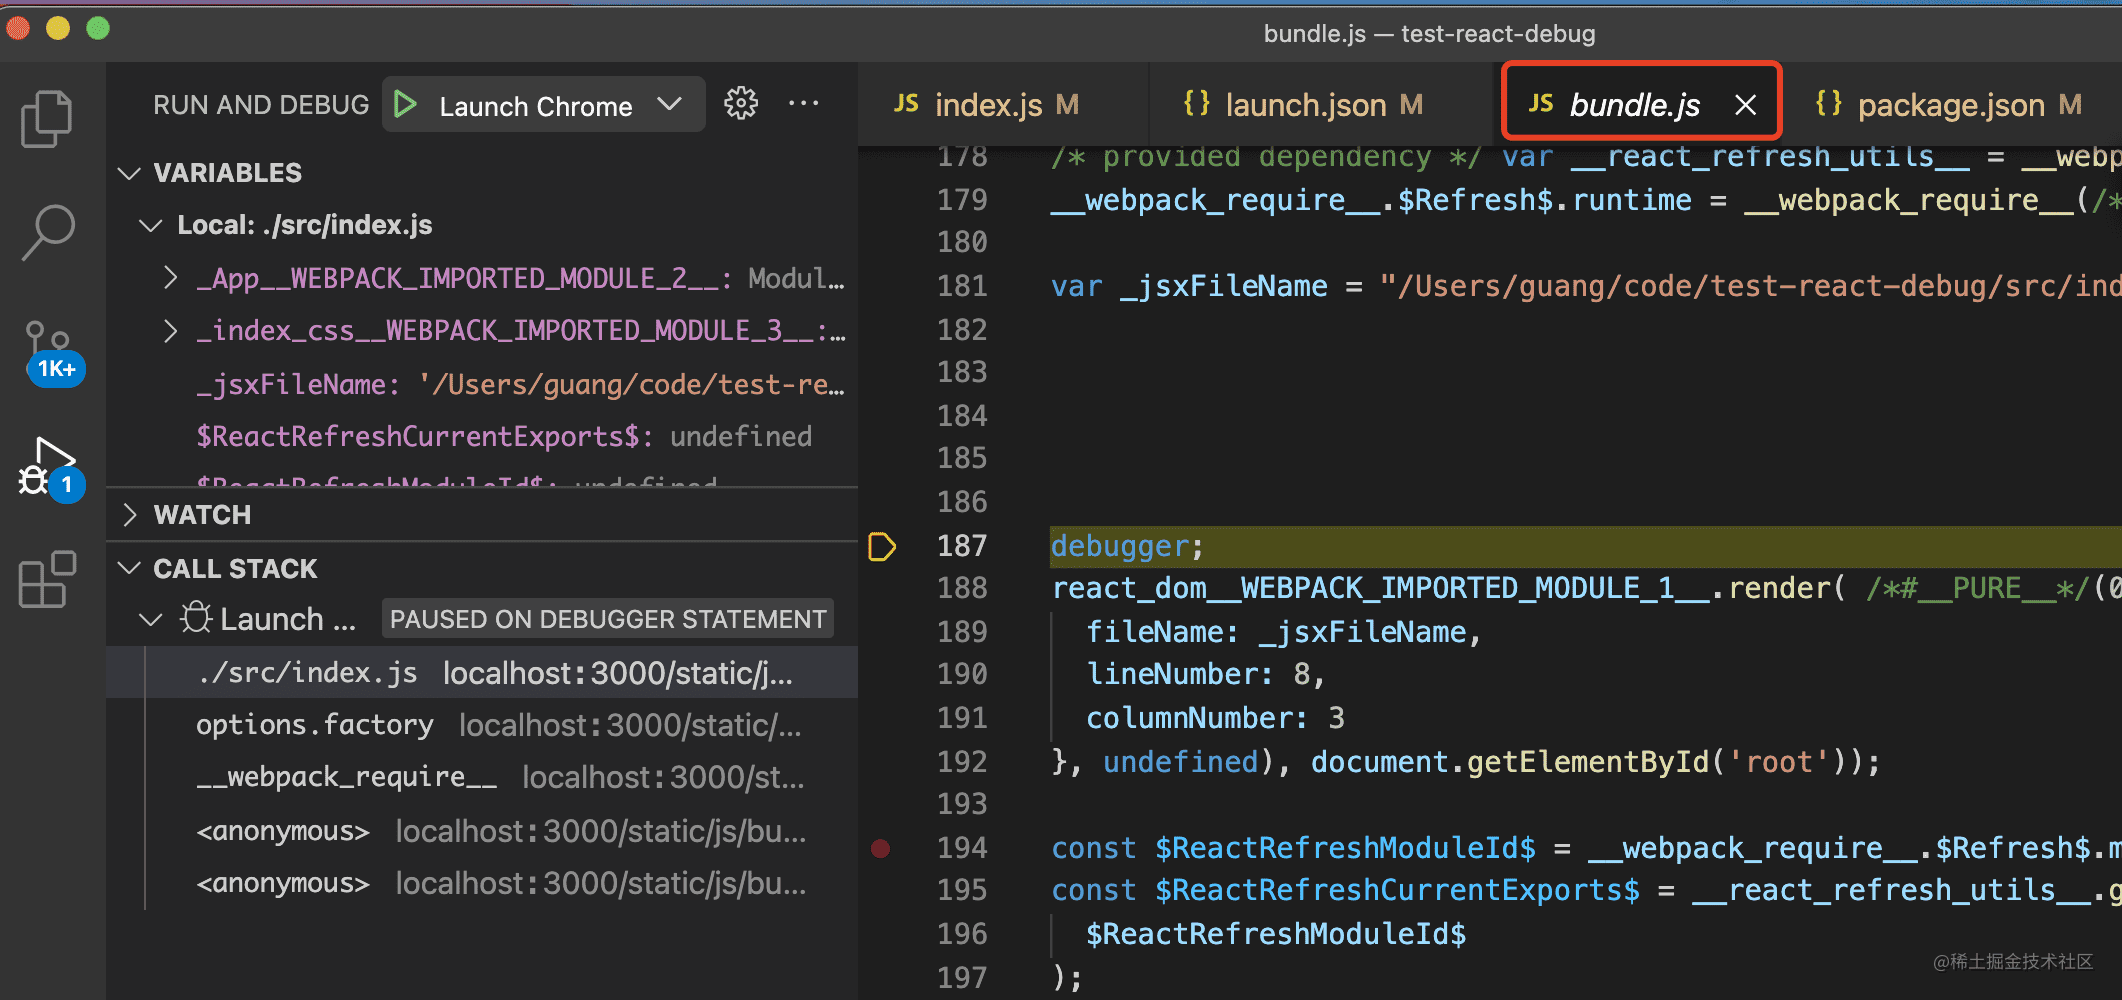 bundle.js — test-react-debug
RUN AND DEBUG
Launch Chrome
JS index.js M
{} launch.json M
JS bundle.js
{} package.json M
VARIABLES
Local: ./src/index.js
_App__WEBPACK_IMPORTED_MODULE_2__: Modul…
_index_css__WEBPACK_IMPORTED_MODULE_3__:…
_jsxFileName: '/Users/guang/code/test-re…
$ReactRefreshCurrentExports$: undefined
$ReactRefreshModuleId$: undefined
1K+
1
WATCH
CALL STACK
Launch ... PAUSED ON DEBUGGER STATEMENT
./src/index.js localhost:3000/static/j...
options.factory localhost:3000/static/...
__webpack_require__ localhost:3000/st...
<anonymous> localhost:3000/static/js/bu...
<anonymous> localhost:3000/static/js/bu...
178 /* provided dependency */ var __react_refresh_utils__ = __webp
179 __webpack_require__.$Refresh$.runtime = __webpack_require__(/*
180
181 var _jsxFileName = "/Users/guang/code/test-react-debug/src/ind
182
183
184
185
186
187 debugger;
188 react_dom__WEBPACK_IMPORTED_MODULE_1__.render( /*#__PURE__*/(0
189 fileName: _jsxFileName,
190 lineNumber: 8,
191 columnNumber: 3
192 }, undefined), document.getElementById('root'));
193
194 const $ReactRefreshModuleId$ = __webpack_require__.$Refresh$.m
195 const $ReactRefreshCurrentExports$ = __react_refresh_utils__.g
196 $ReactRefreshModuleId$
197 );
@稀土掘金技术社区